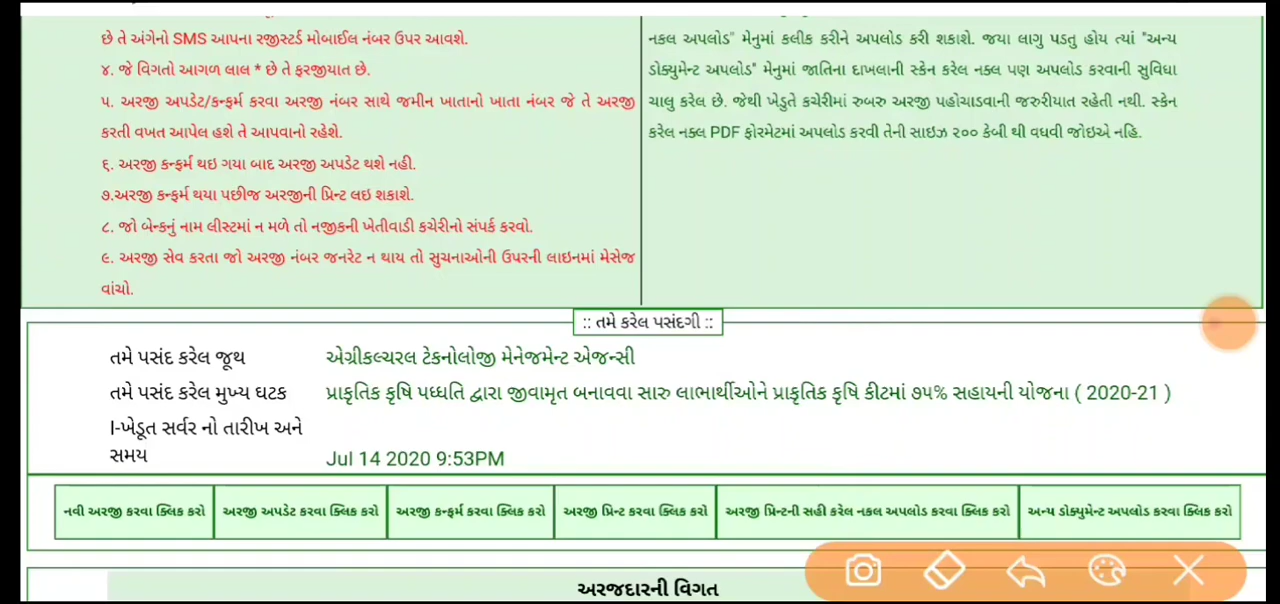 છે તે અંગેનો SMS આપના રજીસ્ટર્ડ મોબાઈલ નંબર ઉપર આવશે.
૪. જે વિગતો આગળ લાલ * છે તે ફરજીયાત છે.
૫. અરજી અપડેટ/કન્ફર્મ કરવા અરજી નંબર સાથે જમીન ખાતાનો ખાતા નંબર જે તે અરજી
કરતી વખત આપેલ હશે તે આપવાનો રહેશે.
૬. અરજી કન્ફર્મ થઇ ગયા બાદ અરજી અપડેટ થશે નહી.
૭.અરજી કન્ફર્મ થયા પછીજ અરજીની પ્રિન્ટ લઇ શકાશે.
૮. જો બેન્કનું નામ લીસ્ટમાં ન મળે તો નજીકની ખેતીવાડી કચેરીનો સંપર્ક કરવો.
૯. અરજી સેવ કરતા જો અરજી નંબર જનરેટ ન થાય તો સુચનાઓની ઉપરની લાઇનમાં મેસેજ
વાંચો.
નકલ અપલોડ" મેનુમાં કલીક કરીને અપલોડ કરી શકાશે. જયા લાગુ પડતુ હોય ત્યાં "અન્ય
ડોક્યુમેન્ટ અપલોડ" મેનુમાં જાતિના દાખલાની સ્કેન કરેલ નક્લ પણ અપલોડ કરવાની સુવિધા
ચાલુ કરેલ છે. જેથી ખેડુતે કચેરીમાં રુબરુ અરજી પહોચાડવાની જરુરીયાત રહેતી નથી. સ્કેન
કરેલ નક્લ PDF ફોરમેટમાં અપલોડ કરવી તેની સાઇઝ ૨૦૦ કેબી થી વધવી જોઇએ નહિ.
:: તમે કરેલ પસંદગી ::
તમે પસંદ કરેલ જૂથ એગ્રીકલ્ચરલ ટેકનોલોજી મેનેજમેન્ટ એજન્સી
તમે પસંદ કરેલ મુખ્ય ઘટક પ્રાકૃતિક કૃષિ પધ્ધતિ દ્વારા જીવામૃત બનાવવા સારુ લાભાર્થીઓને પ્રાકૃતિક કૃષિ કીટમાં ૭૫% સહાયની યોજના ( 2020-21 )
I-ખેડૂત સર્વર નો તારીખ અને
સમય Jul 14 2020 9:53PM
નવી અરજી કરવા ક્લિક કરો અરજી અપડેટ કરવા ક્લિક કરો અરજી કન્ફર્મ કરવા ક્લિક કરો અરજી પ્રિન્ટ કરવા ક્લિક કરો અરજી પ્રિન્ટની સહી કરેલ નકલ અપલોડ કરવા ક્લિક કરો અન્ય ડોક્યુમેન્ટ અપલોડ કરવા ક્લિક કરો
અરજદારની વિગત